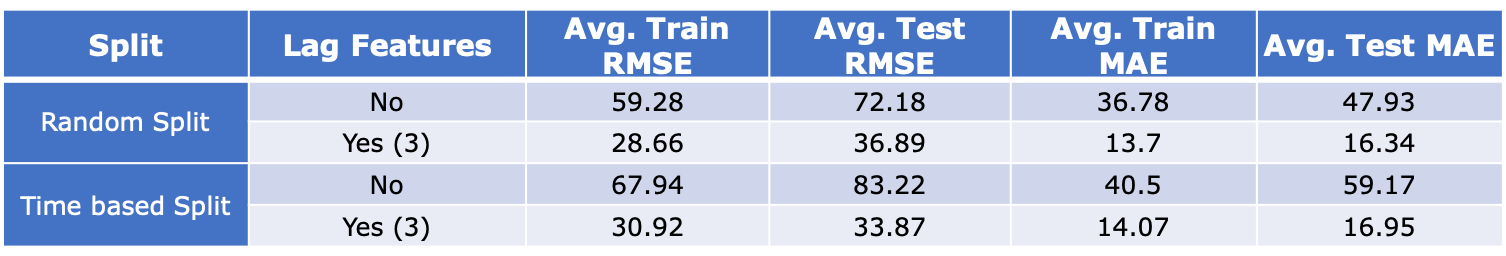 Split Lag Features Avg. Train RMSE Avg. Test RMSE Avg. Train MAE Avg. Test MAE
Random Split No 59.28 72.18 36.78 47.93
Yes (3) 28.66 36.89 13.7 16.34
Time based Split No 67.94 83.22 40.5 59.17
Yes (3) 30.92 33.87 14.07 16.95